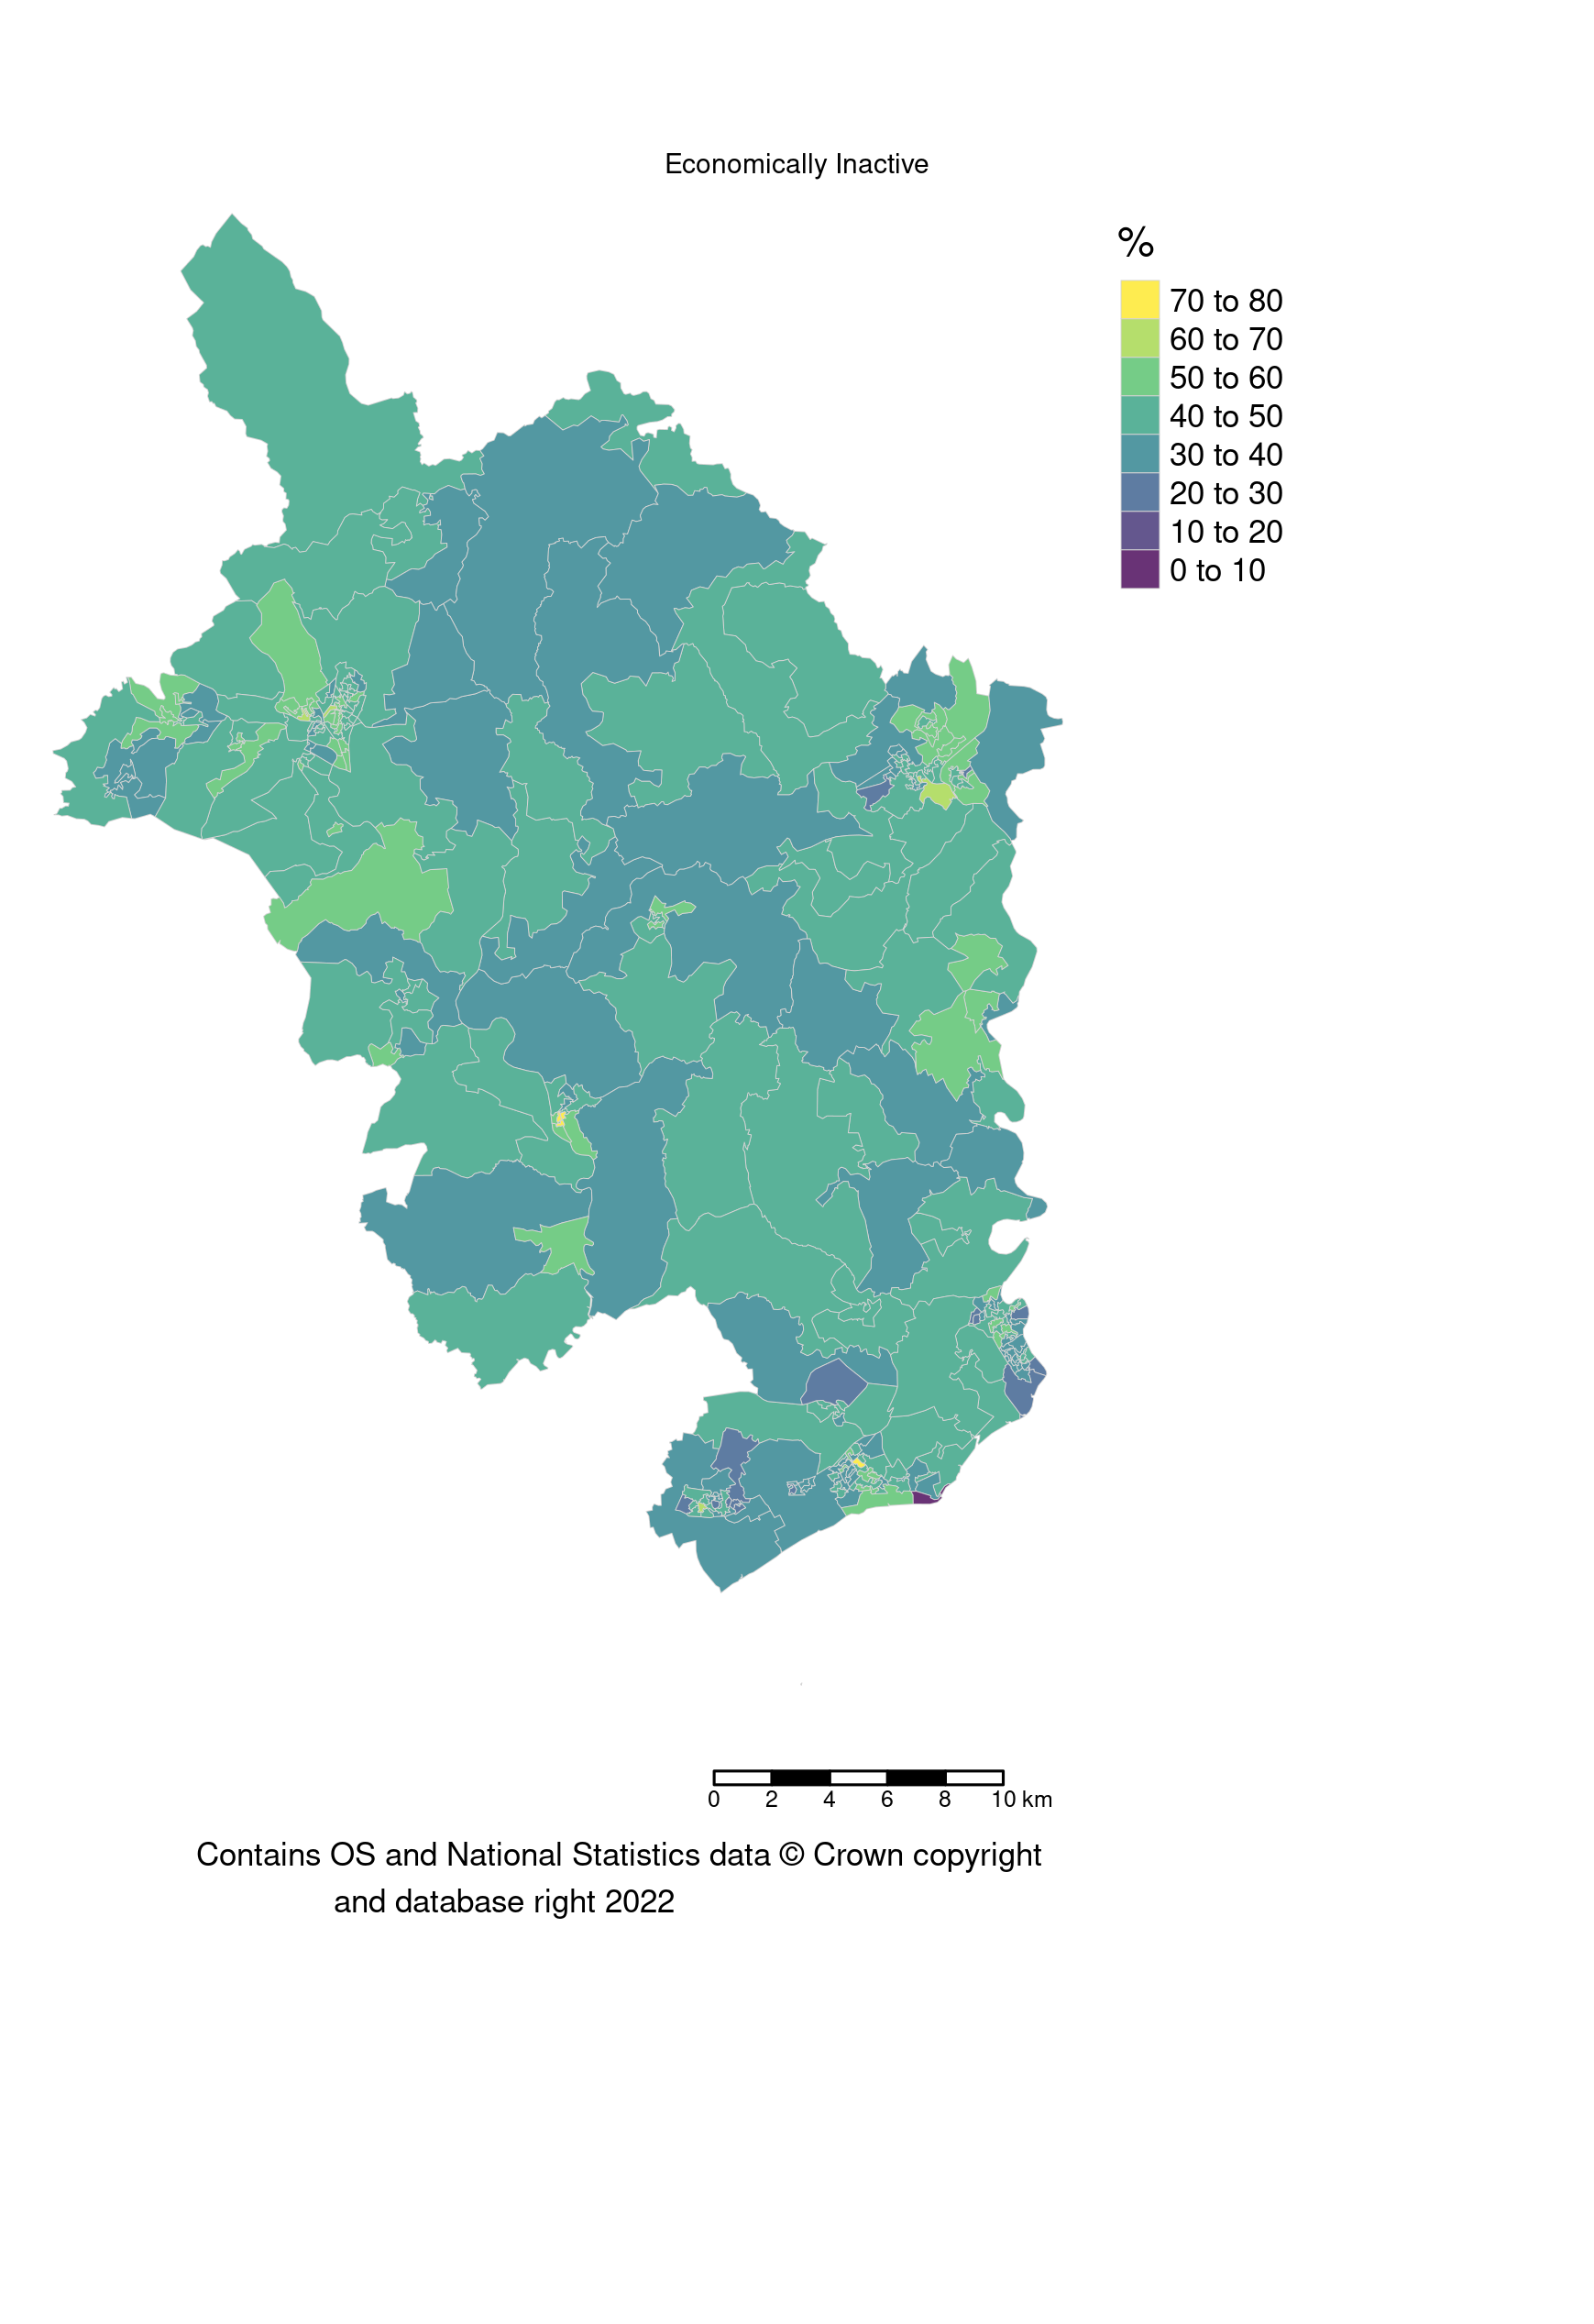 Economically Inactive
%
70 to 80
60 to 70
50 to 60
40 to 50
30 to 40
20 to 30
10 to 20
0 to 10
0 2 4 6 8 10 km
Contains OS and National Statistics data © Crown copyright
and database right 2022